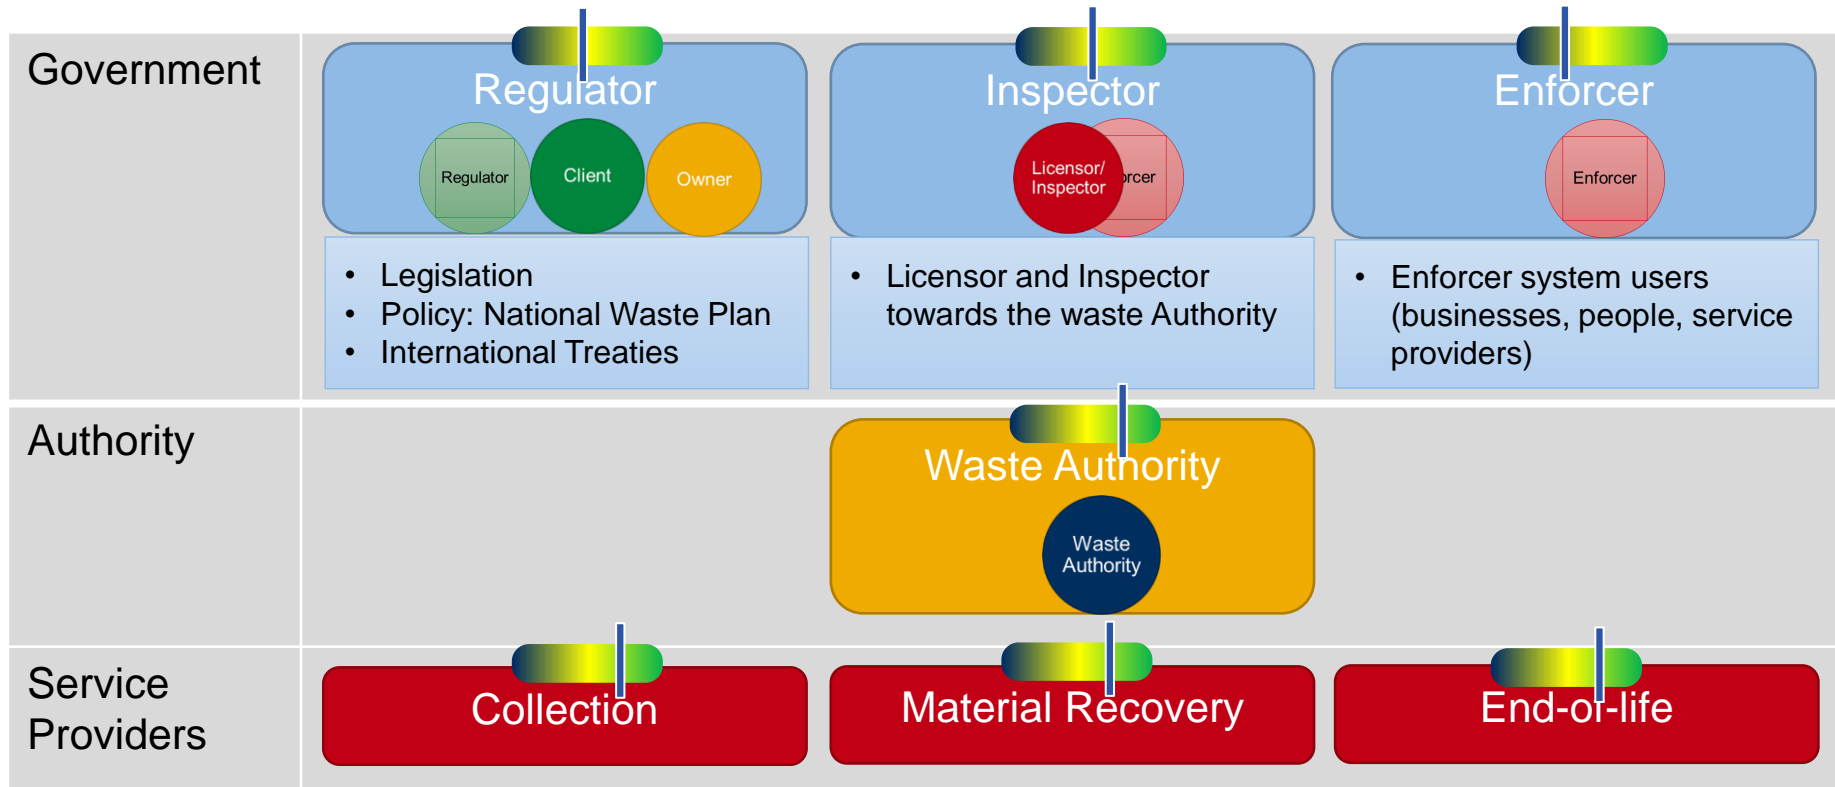 Government
Regulator
Regulator
Client
Owner
• Legislation
• Policy: National Waste Plan
• International Treaties
Inspector
Licensor/
Inspector
orcer
• Licensor and Inspector
towards the waste Authority
Enforcer
Enforcer
• Enforcer system users
(businesses, people, service
providers)
Authority
Waste Authority
Waste
Authority
Service
Providers
Collection
Material Recovery
End-of-life